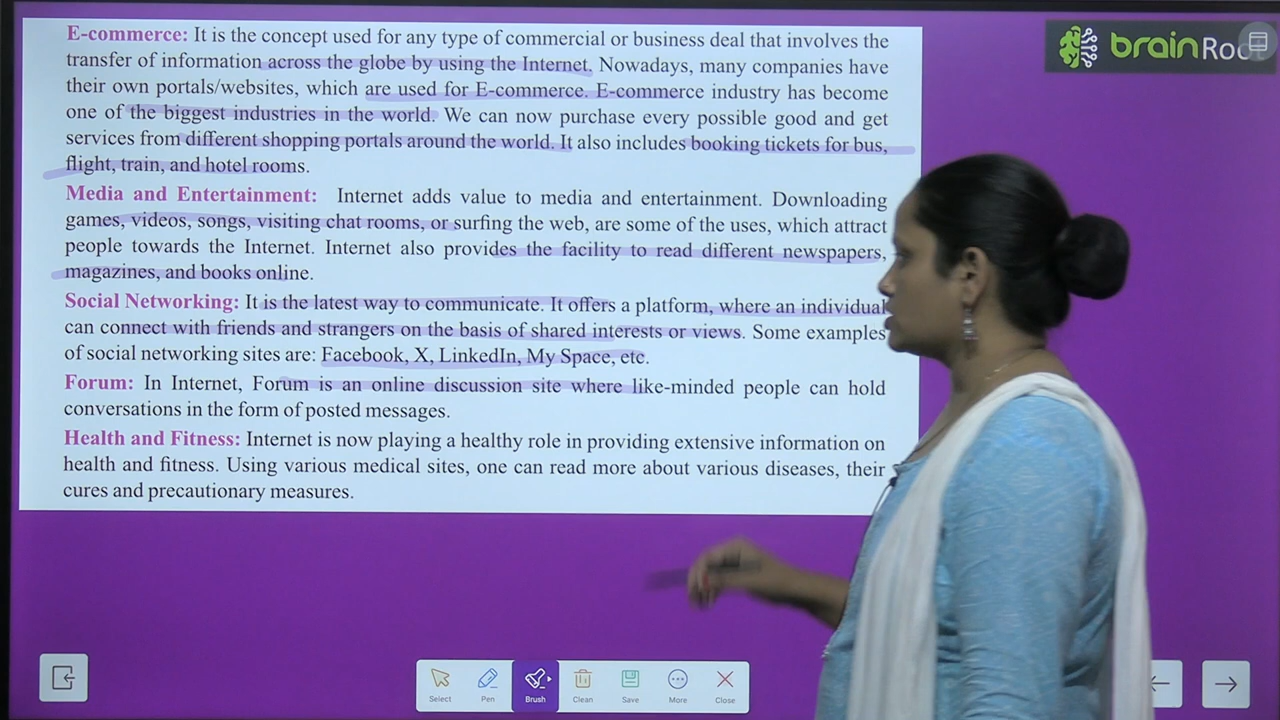 E-commerce: It is the concept used for any type of commercial or business deal that involves the
transfer of information across the globe by using the Internet. Nowadays, many companies have
their own portals/websites, which are used for E-commerce. E-commerce industry has become
one of the biggest industries in the world. We can now purchase every possible good and get
services from different shopping portals around the world. It also includes booking tickets for bus,
flight, train, and hotel rooms.
Media and Entertainment: Internet adds value to media and entertainment. Downloading
games, videos, songs, visiting chat rooms, or surfing the web, are some of the uses, which attract
people towards the Internet. Internet also provides the facility to read different newspapers,
magazines, and books online.
Social Networking: It is the latest way to communicate. It offers a platform, where an individual
can connect with friends and strangers on the basis of shared interests or views. Some examples
of social networking sites are: Facebook, X, LinkedIn, My Space, etc.
Forum: In Internet, Forum is an online discussion site where like-minded people can hold
conversations in the form of posted messages.
Health and Fitness: Internet is now playing a healthy role in providing extensive information on
health and fitness. Using various medical sites, one can read more about various diseases, their
cures and precautionary measures.
brain
Select Pen Brush Clean Save More Close